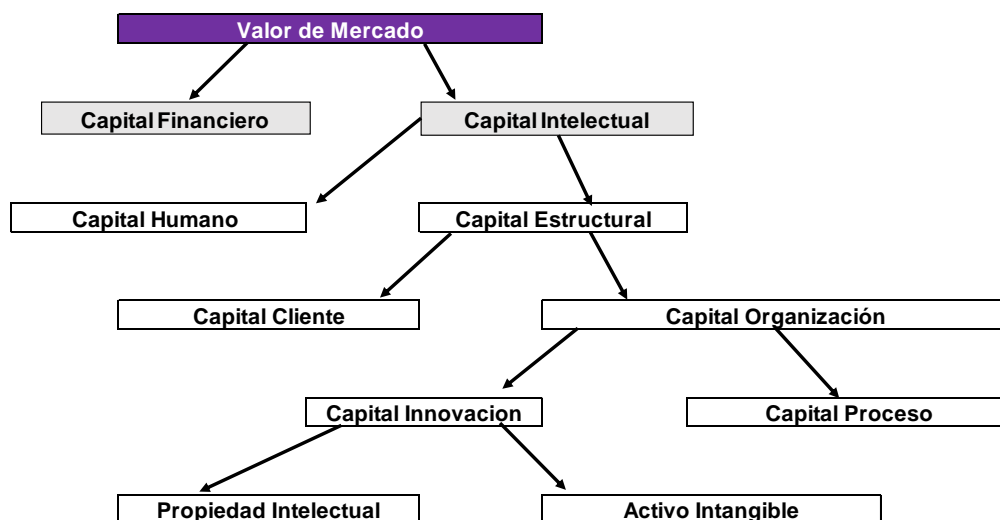 Valor de Mercado
Capital Financiero
Capital Intelectual
Capital Humano
Capital Estructural
Capital Cliente
Capital Organización
Capital Innovacion
Capital Proceso
Propiedad Intelectual
Activo Intangible